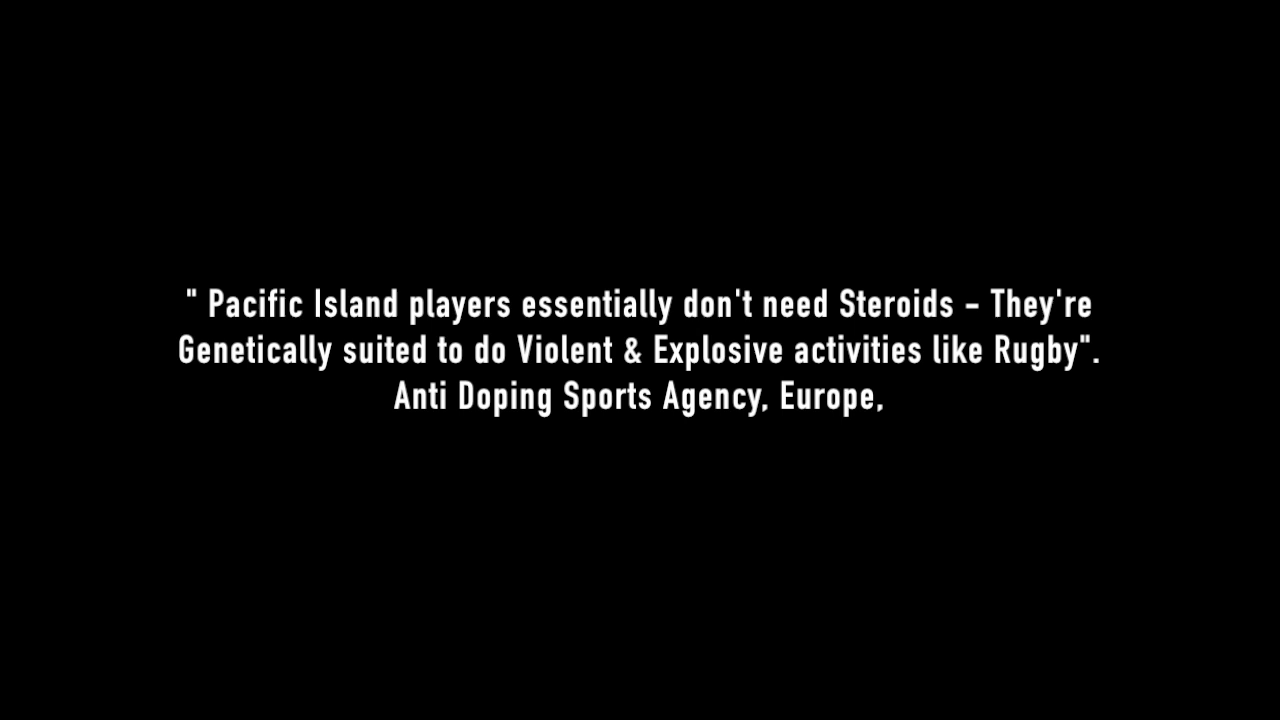 " Pacific Island players essentially don't need Steroids – They're
Genetically suited to do Violent & Explosive activities like Rugby".
Anti Doping Sports Agency, Europe,